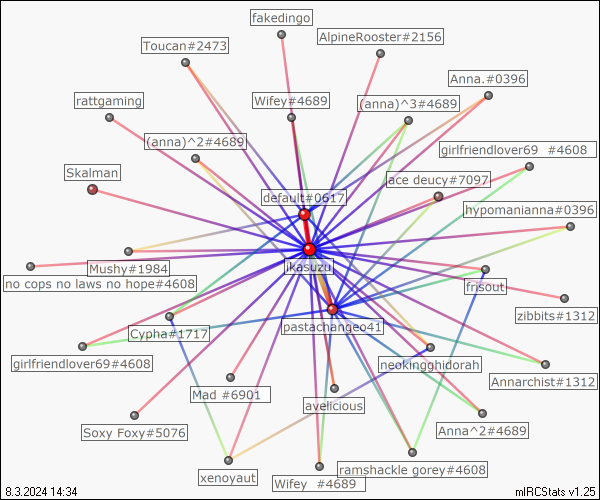 fakedingo
AlpineRooster#2156
Toucan#2473
Anna.#0396
rattgaming
Wifey#4689
(anna)^3#4689
(anna)^2#4689
girlfriendlover69 #4608
Skalman
ace deucy#7097
default#0617
hypomanianna#0396
jkasuzu
Mushy#1984
no cops no laws no hope#4608
frisout
zibbits#1312
pastachangeo41
Cypha#1717
girlfriendlover69#4608
neokingghidorah
Annarchist#1312
Mad #6901
avelicious
Soxy Foxy#5076
Anna^2#4689
xenoyaut
Wifey #4689
ramshackle gorey#4608
8.3.2024 14:34
mIRCStats v1.25